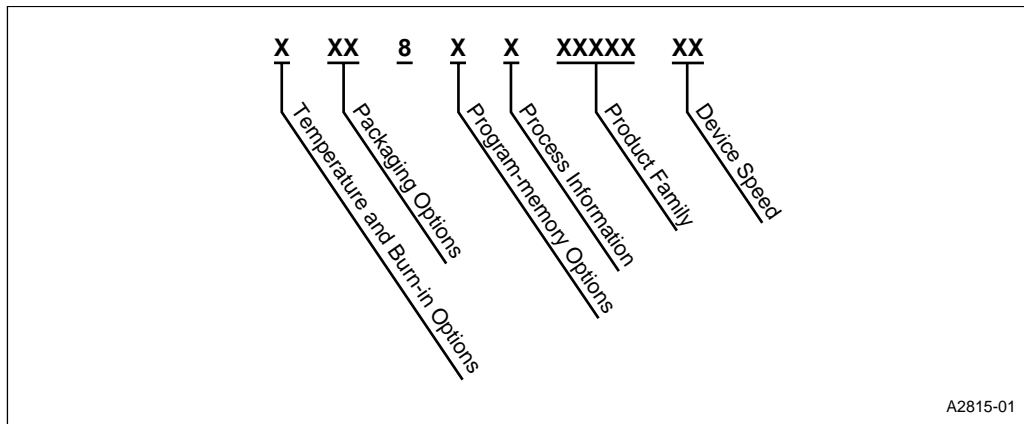 X XX 8 X X XXXXX XX
Temperature and Burn-in Options
Packaging Options
Program-memory Options
Process Information
Product Family
Device Speed
A2815-01